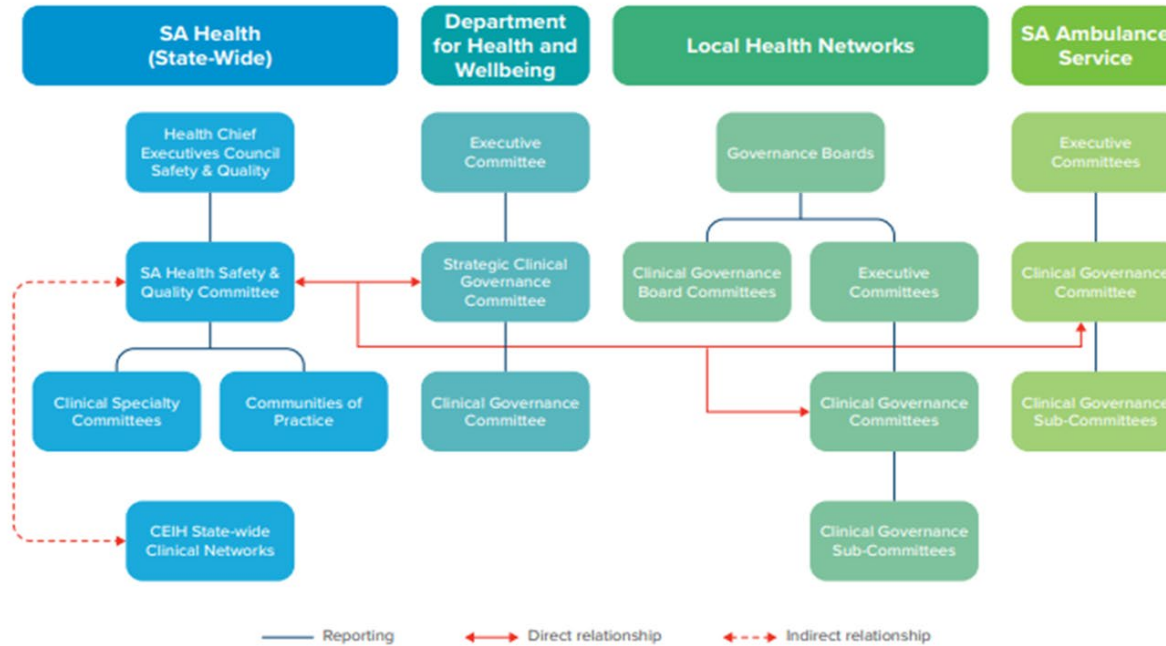 SA Health
(State-Wide)
Department
for Health and
Wellbeing
Local Health Networks
SA Ambulance
Service
Health Chief
Executives Council
Safety & Quality
Executive
Committee
Governance Boards
Executive
Committees
SA Health Safety &
Quality Committee
Strategic Clinical
Governance
Committee
Clinical Governance
Board Committees
Executive
Committees
Clinical Governance
Committee
Clinical Specialty
Committees
Communities of
Practice
Clinical Governance
Committee
Clinical Governance
Committees
Clinical Governance
Sub-Committees
CEIH State-wide
Clinical Networks
Clinical Governance
Sub-Committees
Reporting
Direct relationship
Indirect relationship